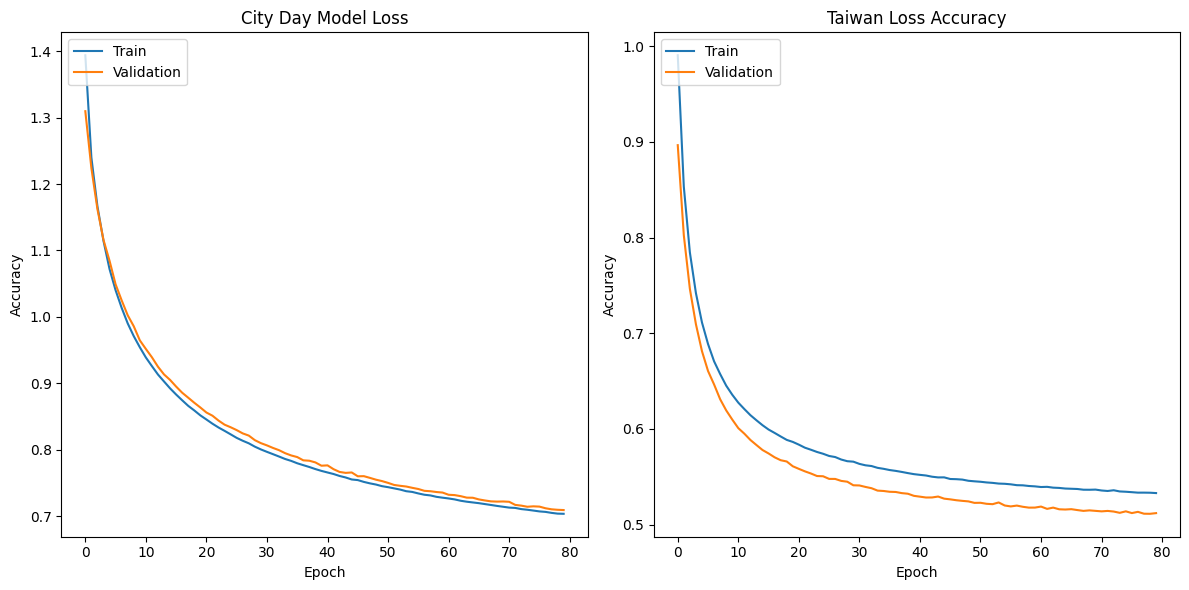 City Day Model Loss
Train
Validation
Accuracy
1.4
1.3
1.2
1.1
1.0
0.9
0.8
0.7
0 10 20 30 40 50 60 70 80
Epoch
Taiwan Loss Accuracy
Train
Validation
Accuracy
1.0
0.9
0.8
0.7
0.6
0.5
0 10 20 30 40 50 60 70 80
Epoch